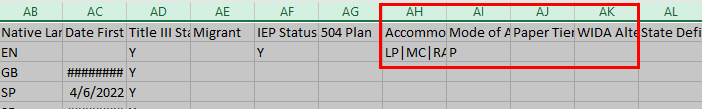 AB AC AD AE AF AG AH AI AJ AK AL
Native Lan Date First Title III Sta Migrant IEP Status 504 Plan Accommo Mode of A Paper Tier WIDA Alte State Defi
EN Y Y LP|MC|RA P
GB ######## Y
SP 4/6/2022 Y